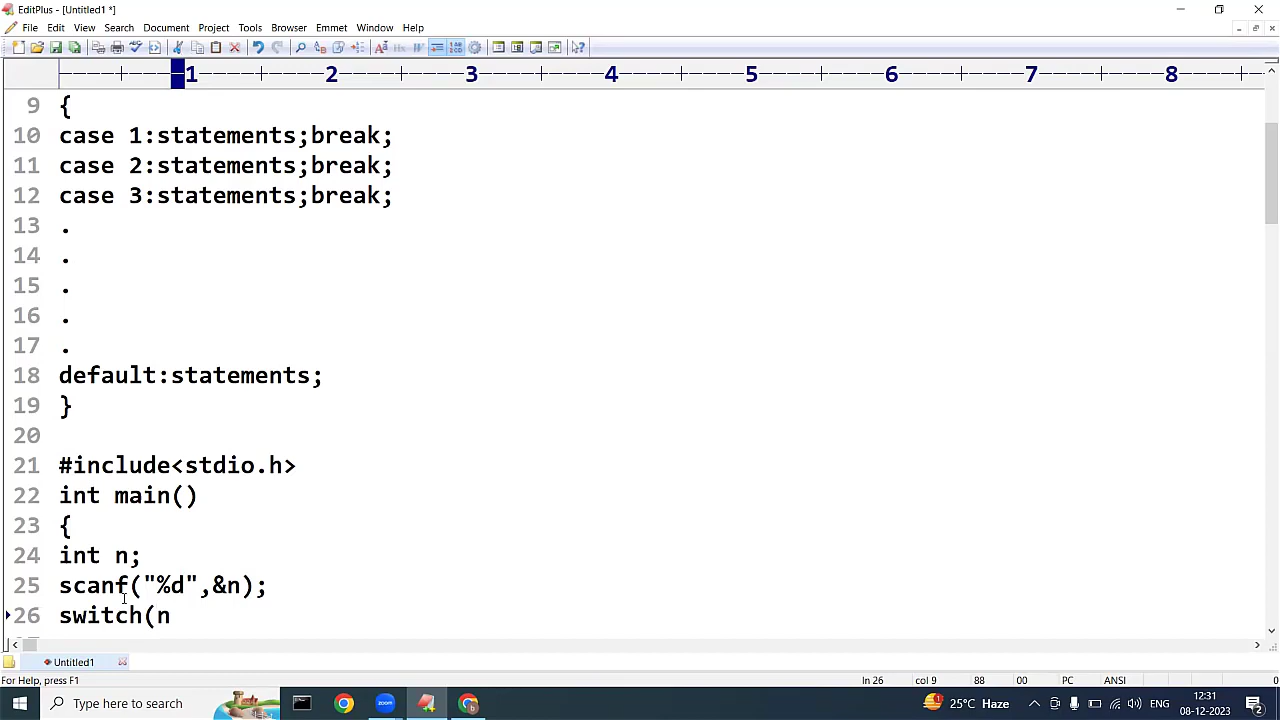 EditPlus - [Untitled1 *]
File Edit View Search Document Project Tools Browser Emmet Window Help
1 2 3 4 5 6 7 8
9 {
10 case 1:statements;break;
11 case 2:statements;break;
12 case 3:statements;break;
13 .
14 .
15 .
16 .
17 .
18 default:statements;
19 }
20
21 #include<stdio.h>
22 int main()
23 {
24 int n;
25 scanf("%d",&n);
26 switch(n
Untitled1
For Help, press F1 ln 26 col 9 88 00 PC ANSI 0
Type here to search 25°C Haze ENG 12:31
08-12-2023 2